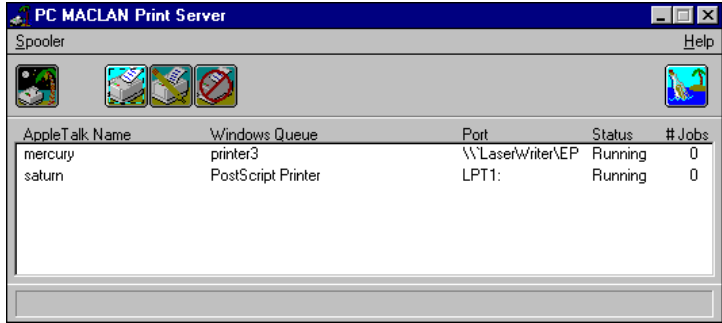 PC MACLAN Print Server
Spooler Help
AppleTalk Name Windows Queue Port Status # Jobs
mercury printer3 \\`LaserWriter\EP Running 0
saturn PostScript Printer LPT1: Running 0